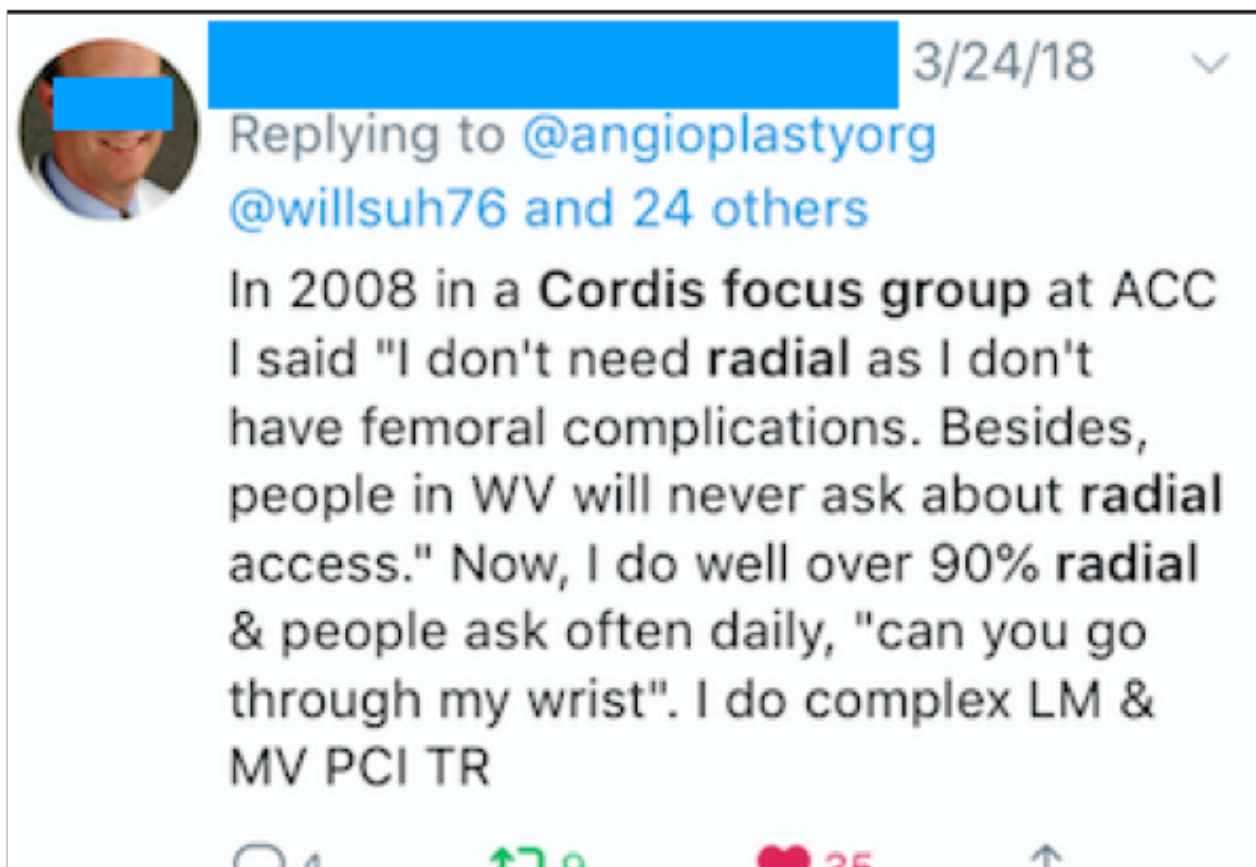 3/24/18
Replying to @angioplastyorg
@willsuh76 and 24 others
In 2008 in a Cordis focus group at ACC
I said "I don't need radial as I don't
have femoral complications. Besides,
people in WV will never ask about radial
access." Now, I do well over 90% radial
& people ask often daily, "can you go
through my wrist". I do complex LM &
MV PCI TR
4 9 35